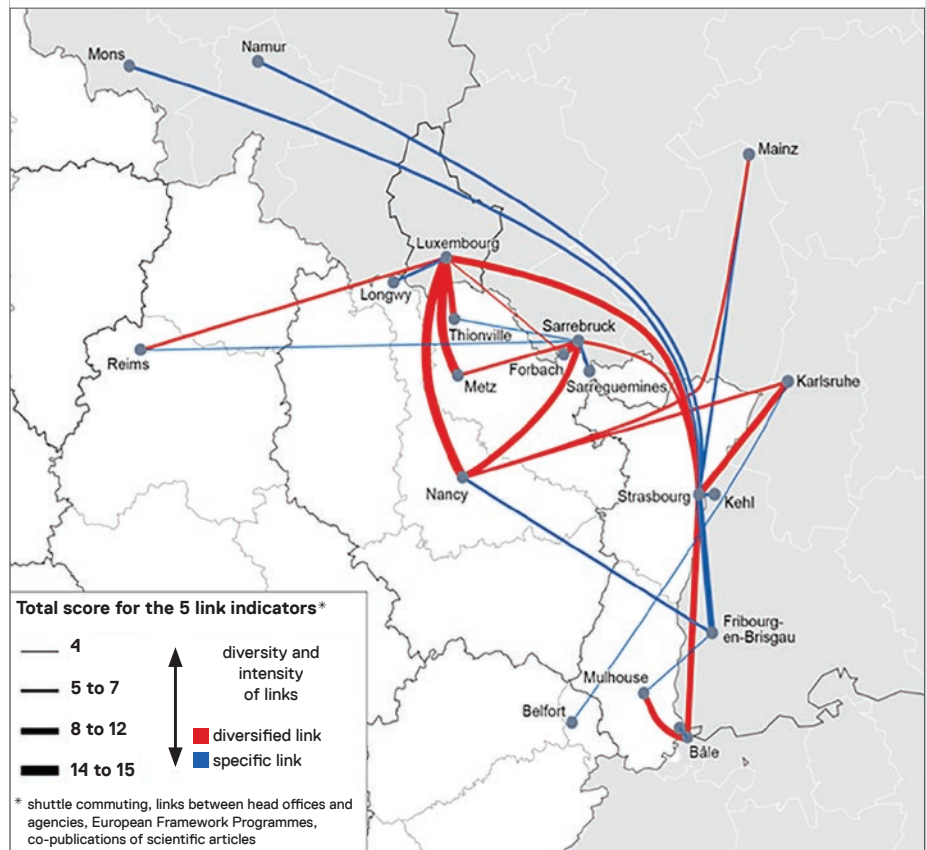 Mons
Namur
Mainz
Luxembourg
Longwy
Thionville
Sarrebruck
Reims
Forbach
Metz
Sarreguemines
Karlsruhe
Nancy
Strasbourg
Kehl
Fribourg-
en-Brisgau
Mulhouse
Belfort
Bâle
Total score for the 5 link indicators*
4
5 to 7
8 to 12
14 to 15
diversity and
intensity
of links
diversified link
specific link
* shuttle commuting, links between head offices and
agencies, European Framework Programmes,
co-publications of scientific articles